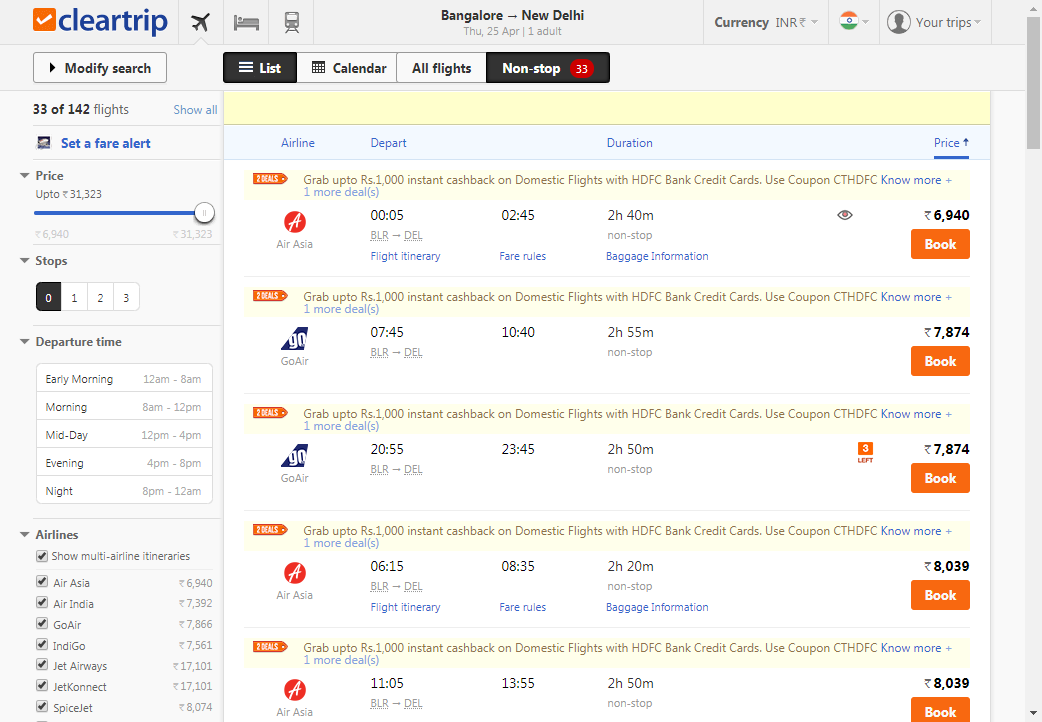 cleartrip
Bangalore → New Delhi
Thu, 25 Apr | 1 adult
Currency INR ₹
Your trips
Modify search
List
Calendar
All flights
Non-stop 33
33 of 142 flights
Show all
Set a fare alert
Price
Upto ₹ 31,323
₹ 6,940 ₹ 31,323
Stops
0 1 2 3
Departure time
Early Morning 12am - 8am
Morning 8am - 12pm
Mid-Day 12pm - 4pm
Evening 4pm - 8pm
Night 8pm - 12am
Airlines
Show multi-airline itineraries
Air Asia ₹ 6,940
Air India ₹ 7,392
GoAir ₹ 7,866
IndiGo ₹ 7,561
Jet Airways ₹ 17,101
JetKonnect ₹ 17,101
SpiceJet ₹ 8,074
Airline Depart Duration Price
2 DEALS Grab upto Rs.1,000 instant cashback on Domestic Flights with HDFC Bank Credit Cards. Use Coupon CTHDFC Know more +
1 more deal(s)
00:05 02:45 2h 40m ₹ 6,940
Air Asia BLR → DEL non-stop Book
Flight itinerary Fare rules Baggage Information
2 DEALS Grab upto Rs.1,000 instant cashback on Domestic Flights with HDFC Bank Credit Cards. Use Coupon CTHDFC Know more +
1 more deal(s)
go 07:45 10:40 2h 55m ₹ 7,874
GoAir BLR → DEL non-stop Book
2 DEALS Grab upto Rs.1,000 instant cashback on Domestic Flights with HDFC Bank Credit Cards. Use Coupon CTHDFC Know more +
1 more deal(s)
go 20:55 23:45 2h 50m 3 LEFT ₹ 7,874
GoAir BLR → DEL non-stop Book
2 DEALS Grab upto Rs.1,000 instant cashback on Domestic Flights with HDFC Bank Credit Cards. Use Coupon CTHDFC Know more +
1 more deal(s)
06:15 08:35 2h 20m ₹ 8,039
Air Asia BLR → DEL non-stop Book
Flight itinerary Fare rules Baggage Information
2 DEALS Grab upto Rs.1,000 instant cashback on Domestic Flights with HDFC Bank Credit Cards. Use Coupon CTHDFC Know more +
1 more deal(s)
11:05 13:55 2h 50m ₹ 8,039
Air Asia BLR → DEL non-stop Book